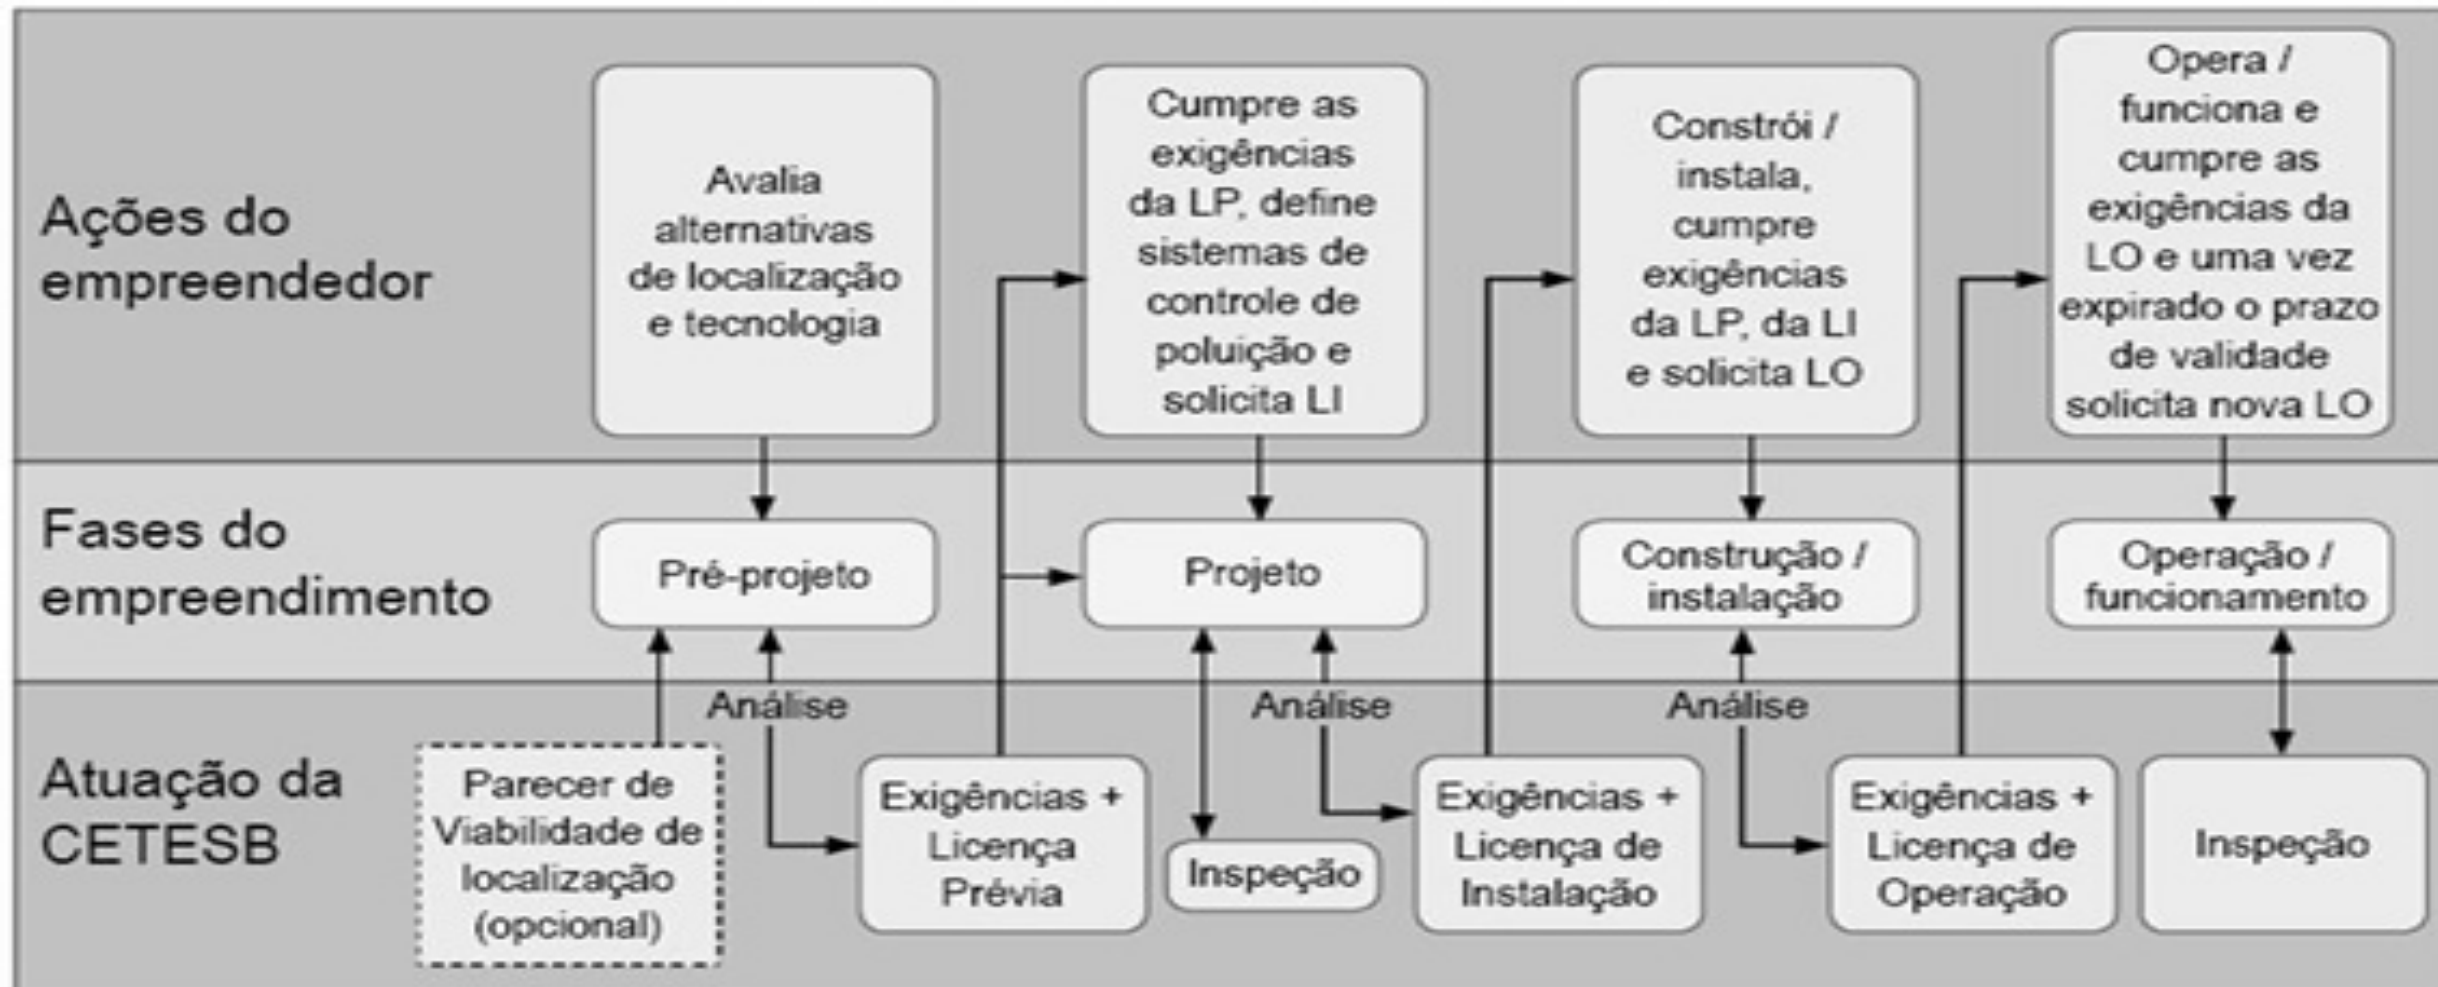 Ações do
empreendedor
Avalia
alternativas
de localização
e tecnologia
Cumpre as
exigências
da LP, define
sistemas de
controle de
poluição e
solicita LI
Constrói /
instala,
cumpre
exigências
da LP, da LI
e solicita LO
Opera /
funciona e
cumpre as
exigências da
LO e uma vez
expirado o prazo
de validade
solicita nova LO
Fases do
empreendimento
Pré-projeto
Projeto
Construção /
instalação
Operação /
funcionamento
Atuação da
CETESB
Parecer de
Viabilidade de
localização
(opcional)
Análise
Exigências +
Licença
Prévia
Inspeção
Análise
Exigências +
Licença de
Instalação
Análise
Exigências +
Licença de
Operação
Inspeção